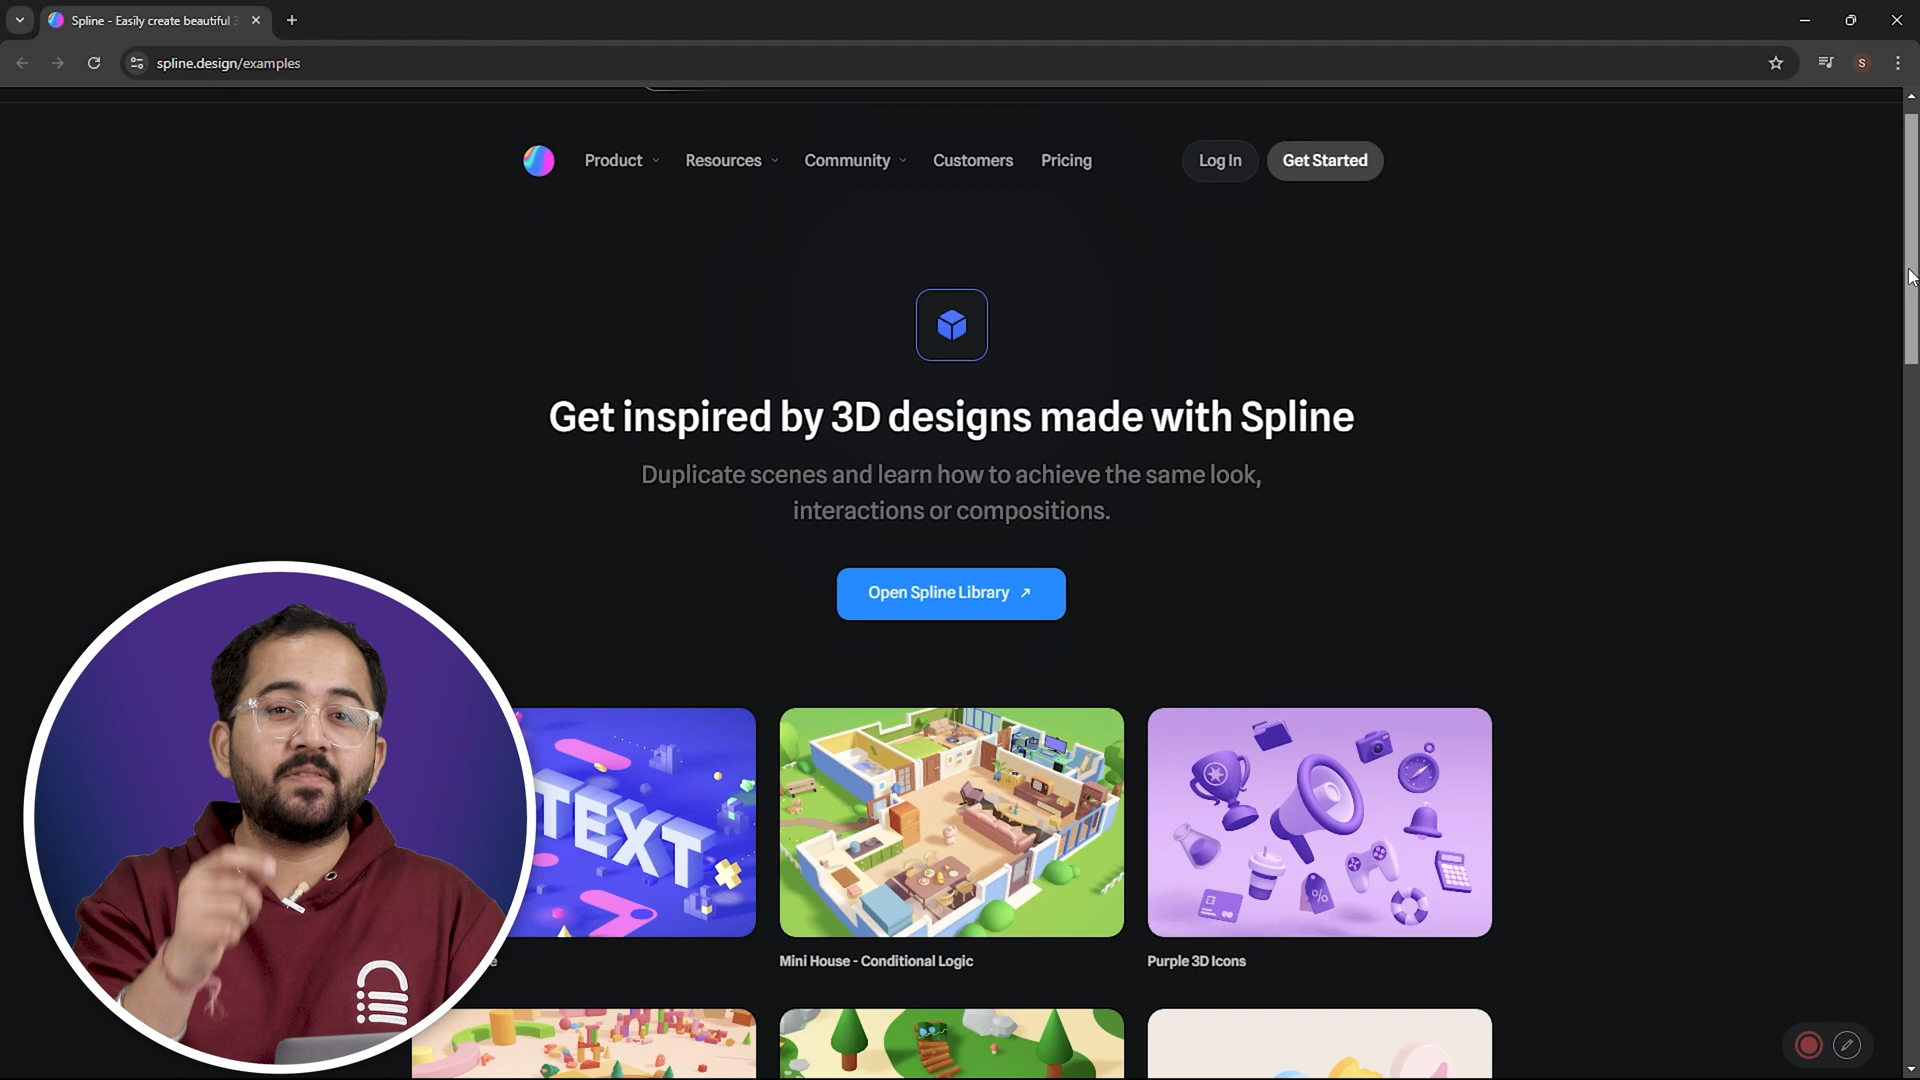 Spline - Easily create beautiful 3
spline.design/examples
S
Product
Resources
Community
Customers
Pricing
Log In
Get Started
Get inspired by 3D designs made with Spline
Duplicate scenes and learn how to achieve the same look,
interactions or compositions.
Open Spline Library
TEXT
%
e
Mini House - Conditional Logic
Purple 3D Icons